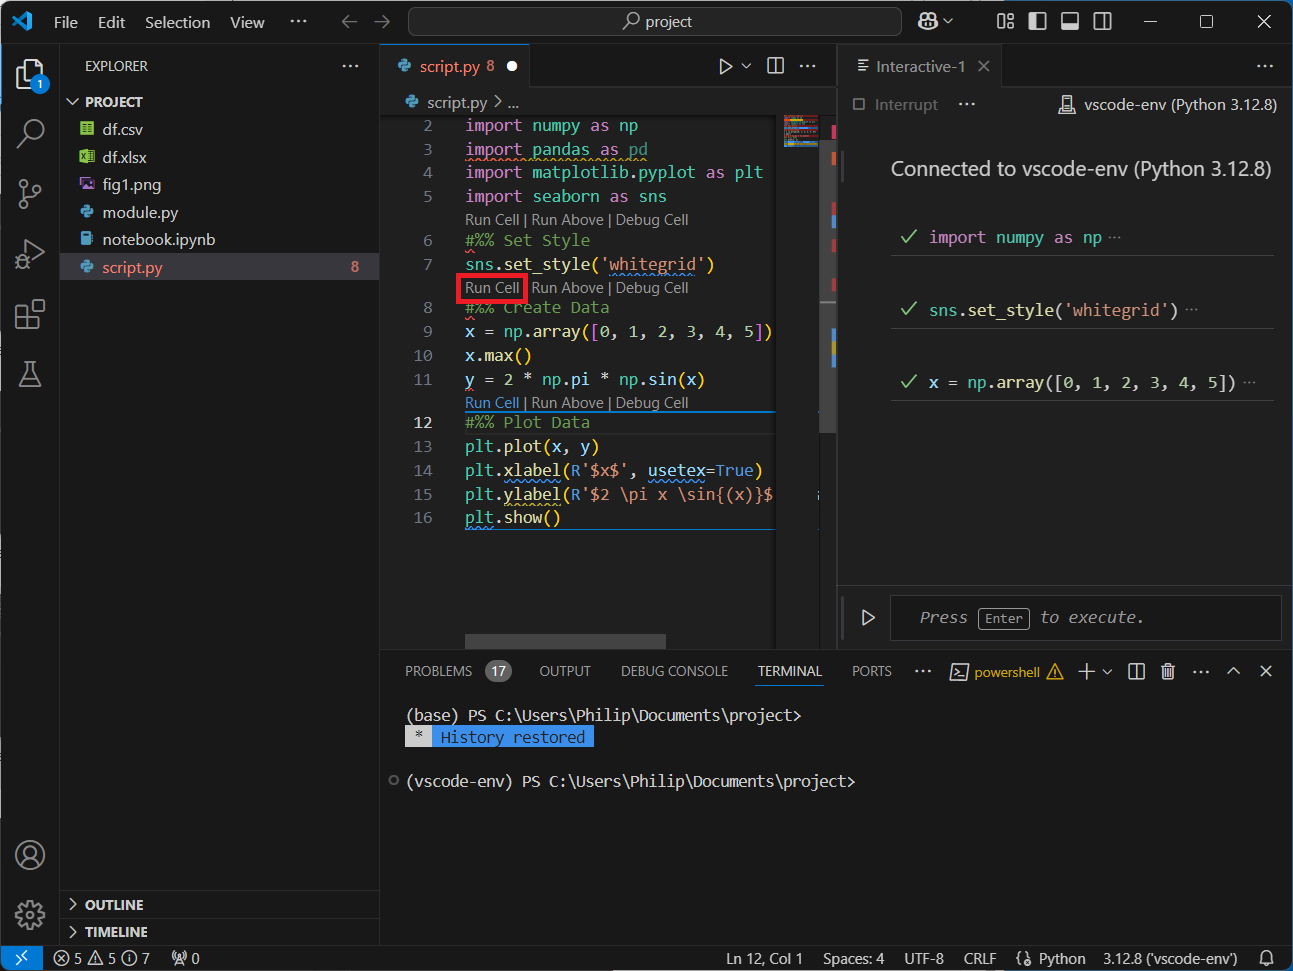 File Edit Selection View ··· project
EXPLORER ···
PROJECT
df.csv
df.xlsx
fig1.png
module.py
notebook.ipynb
script.py 8
OUTLINE
TIMELINE
1
script.py 8
script.py > ...
2 import numpy as np
3 import pandas as pd
4 import matplotlib.pyplot as plt
5 import seaborn as sns
Run Cell | Run Above | Debug Cell
6 #%% Set Style
7 sns.set_style('whitegrid')
Run Cell | Run Above | Debug Cell
8 #%% Create Data
9 x = np.array([0, 1, 2, 3, 4, 5])
10 x.max()
11 y = 2 * np.pi * np.sin(x)
Run Cell | Run Above | Debug Cell
12 #%% Plot Data
13 plt.plot(x, y)
14 plt.xlabel(R'$x$', usetex=True)
15 plt.ylabel(R'$2 \pi x \sin{(x)}$
16 plt.show()
Interactive-1
Interrupt ··· vscode-env (Python 3.12.8)
Connected to vscode-env (Python 3.12.8)
import numpy as np ···
sns.set_style('whitegrid') ···
x = np.array([0, 1, 2, 3, 4, 5]) ···
Press Enter to execute.
PROBLEMS 17 OUTPUT DEBUG CONSOLE TERMINAL PORTS ··· powershell
(base) PS C:\Users\Philip\Documents\project>
* History restored
(vscode-env) PS C:\Users\Philip\Documents\project>
5 5 7 0 Ln 12, Col 1 Spaces: 4 UTF-8 CRLF Python 3.12.8 ('vscode-env')